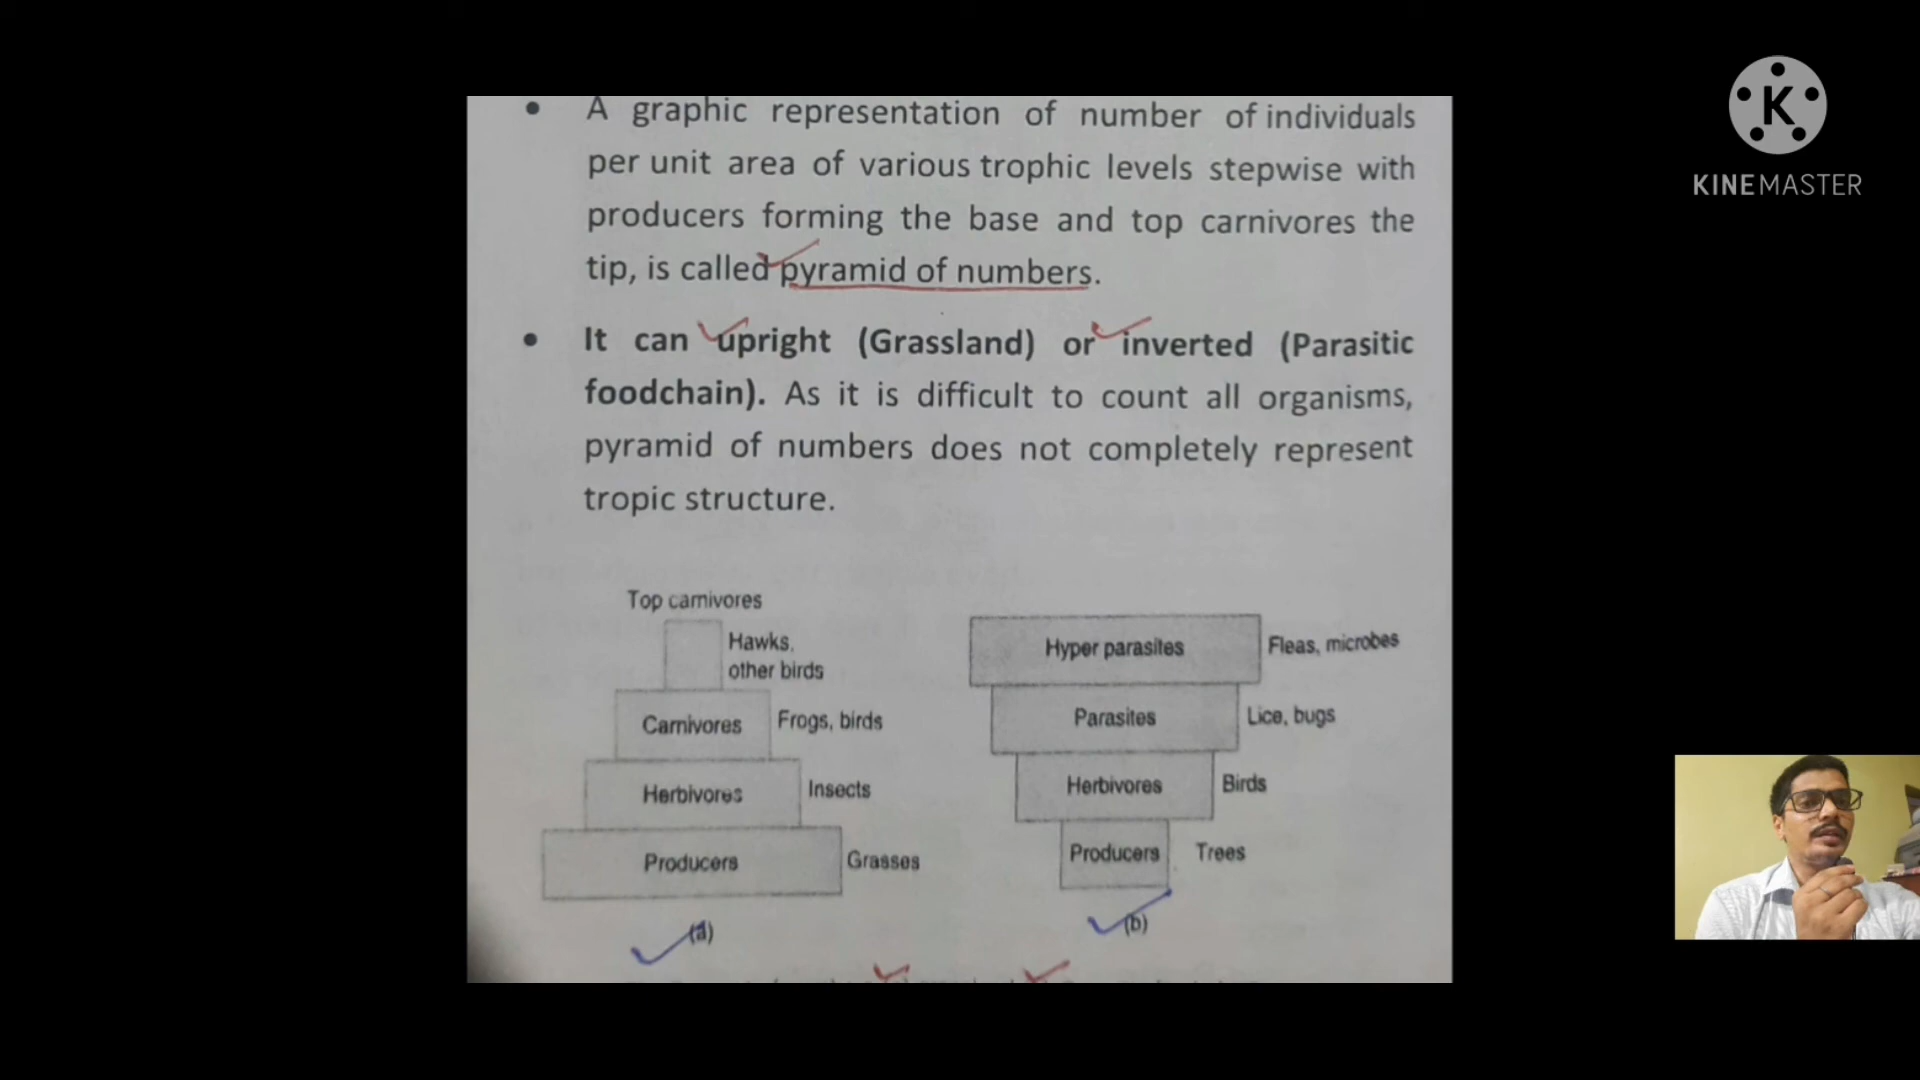 • A graphic representation of number of individuals
per unit area of various trophic levels stepwise with
producers forming the base and top carnivores the
tip, is called pyramid of numbers.
• It can upright (Grassland) or inverted (Parasitic
foodchain). As it is difficult to count all organisms,
pyramid of numbers does not completely represent
tropic structure.
Top carnivores
Hawks,
other birds
Carnivores Frogs, birds
Herbivores Insects
Producers Grasses
(a)
Hyper parasites Fleas, microbes
Parasites Lice, bugs
Herbivores Birds
Producers Trees
(b)
K
KINEMASTER